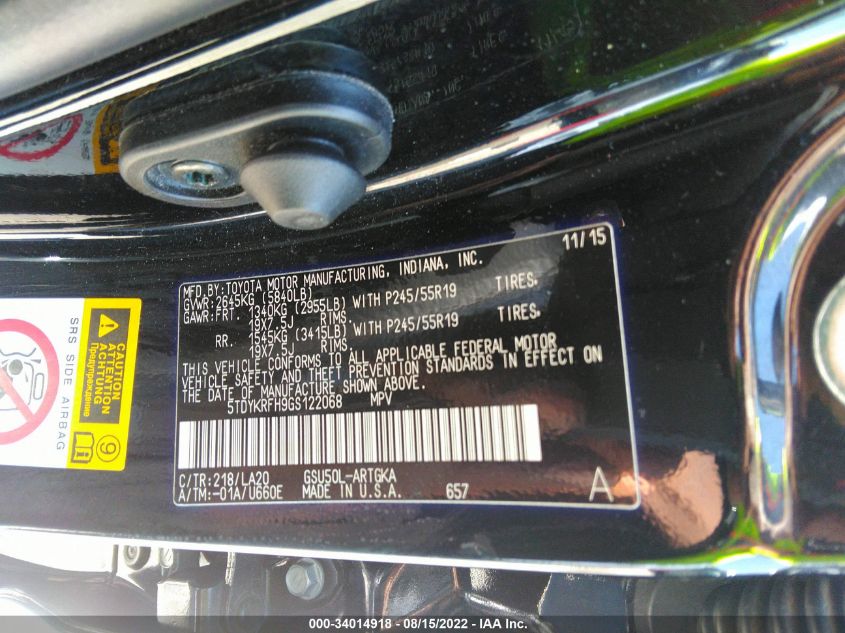 11/15
MFD.BY:TOYOTA MOTOR MANUFACTURING, INDIANA, INC.
GVWR:2645KG (5840LB)
GAWR:FRT. 1340KG (2955LB) WITH P245/55R19 TIRES.
19X7.5J RIMS
RR. 1545KG (3415LB) WITH P245/55R19 TIRES.
19X7.5J RIMS
THIS VEHICLE CONFORMS TO ALL APPLICABLE FEDERAL MOTOR
VEHICLE SAFETY AND THEFT PREVENTION STANDARDS IN EFFECT ON
THE DATE OF MANUFACTURE SHOWN ABOVE.
5TDYKRFH9GS122068 MPV
C/TR:218/LA20 GSU50L-ARTGKA
A/TM:-01A/U660E MADE IN U.S.A. 657 A
SRS SIDE AIRBAG
CAUTION
ATTENTION
ACHTUNG
Предупреждение
9
000-34014918 - 08/15/2022 - IAA Inc.